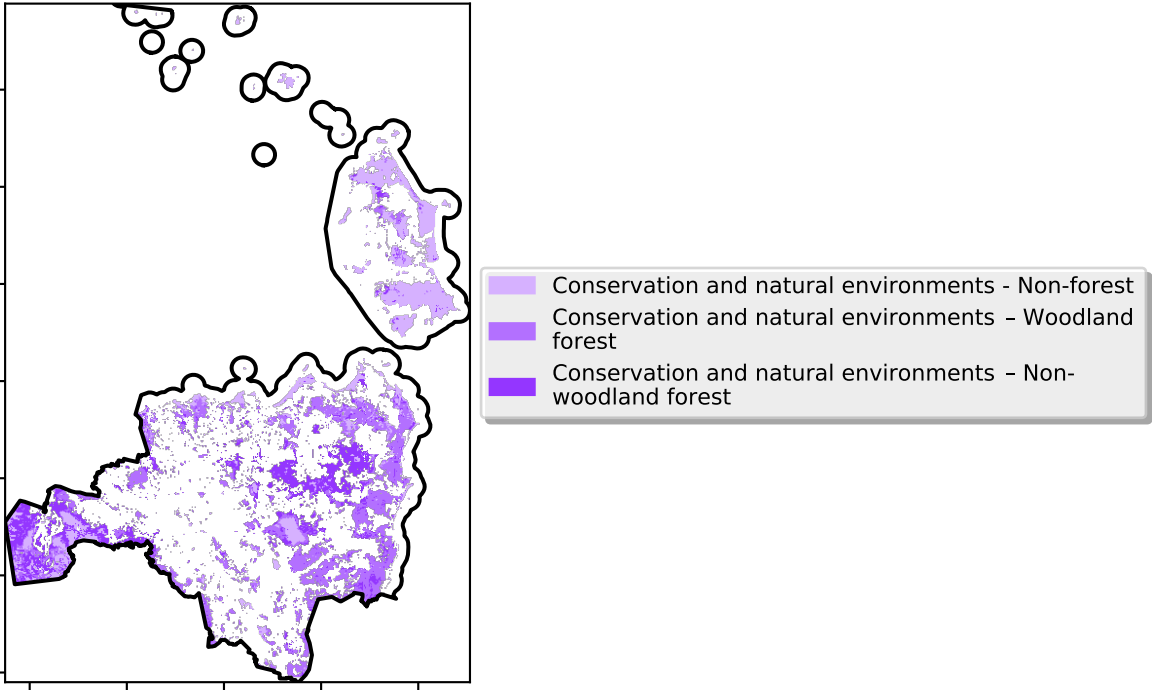 Conservation and natural environments - Non-forest
Conservation and natural environments – Woodland
forest
Conservation and natural environments – Non-
woodland forest